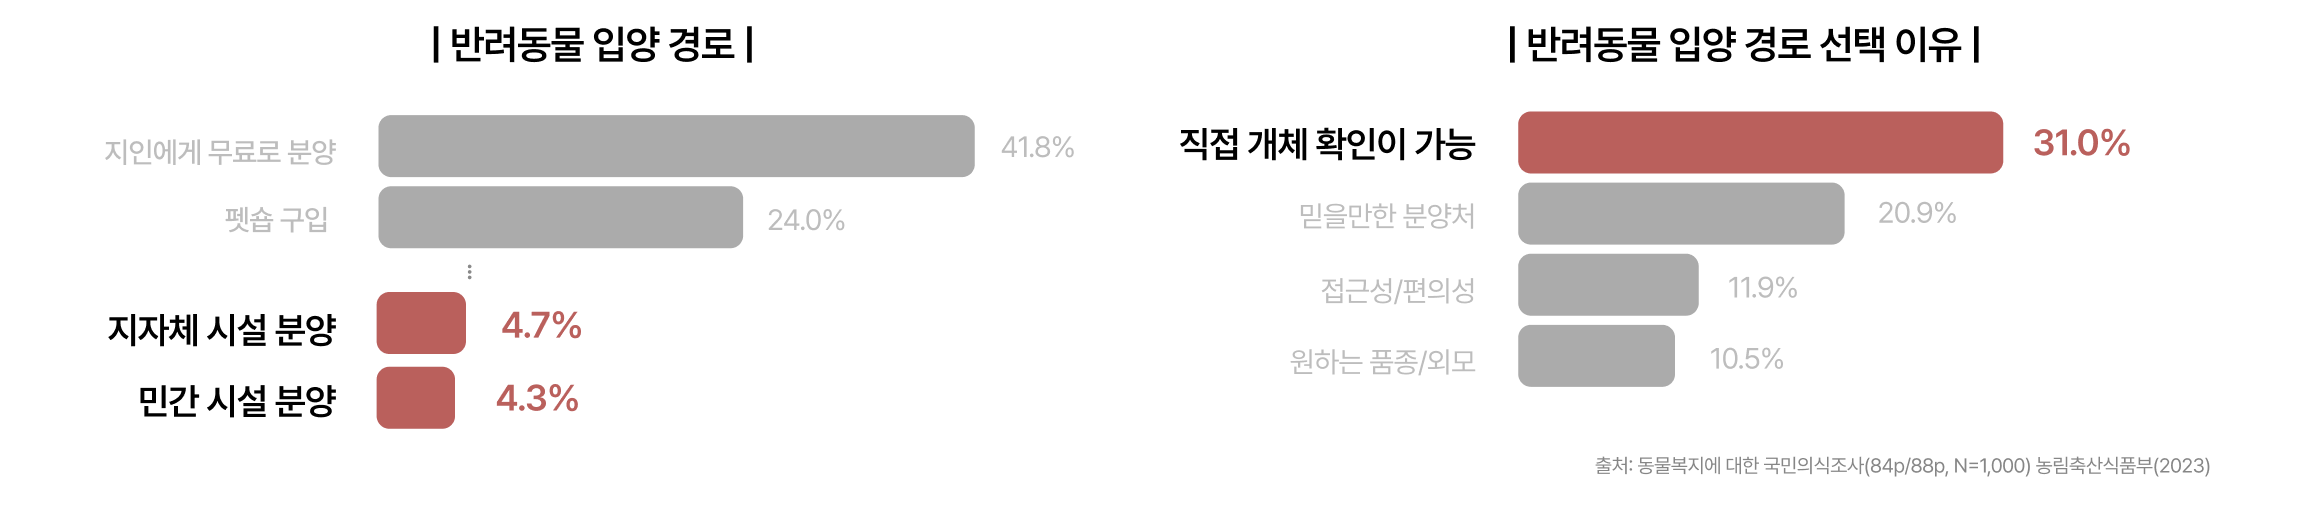 | 반려동물 입양 경로 |
지인에게 무료로 분양 41.8%
펫숍 구입 24.0%
⋮
지자체 시설 분양 4.7%
민간 시설 분양 4.3%
| 반려동물 입양 경로 선택 이유 |
직접 개체 확인이 가능 31.0%
믿을만한 분양처 20.9%
접근성/편의성 11.9%
원하는 품종/외모 10.5%
출처: 동물복지에 대한 국민의식조사(84p/88p, N=1,000) 농림축산식품부(2023)